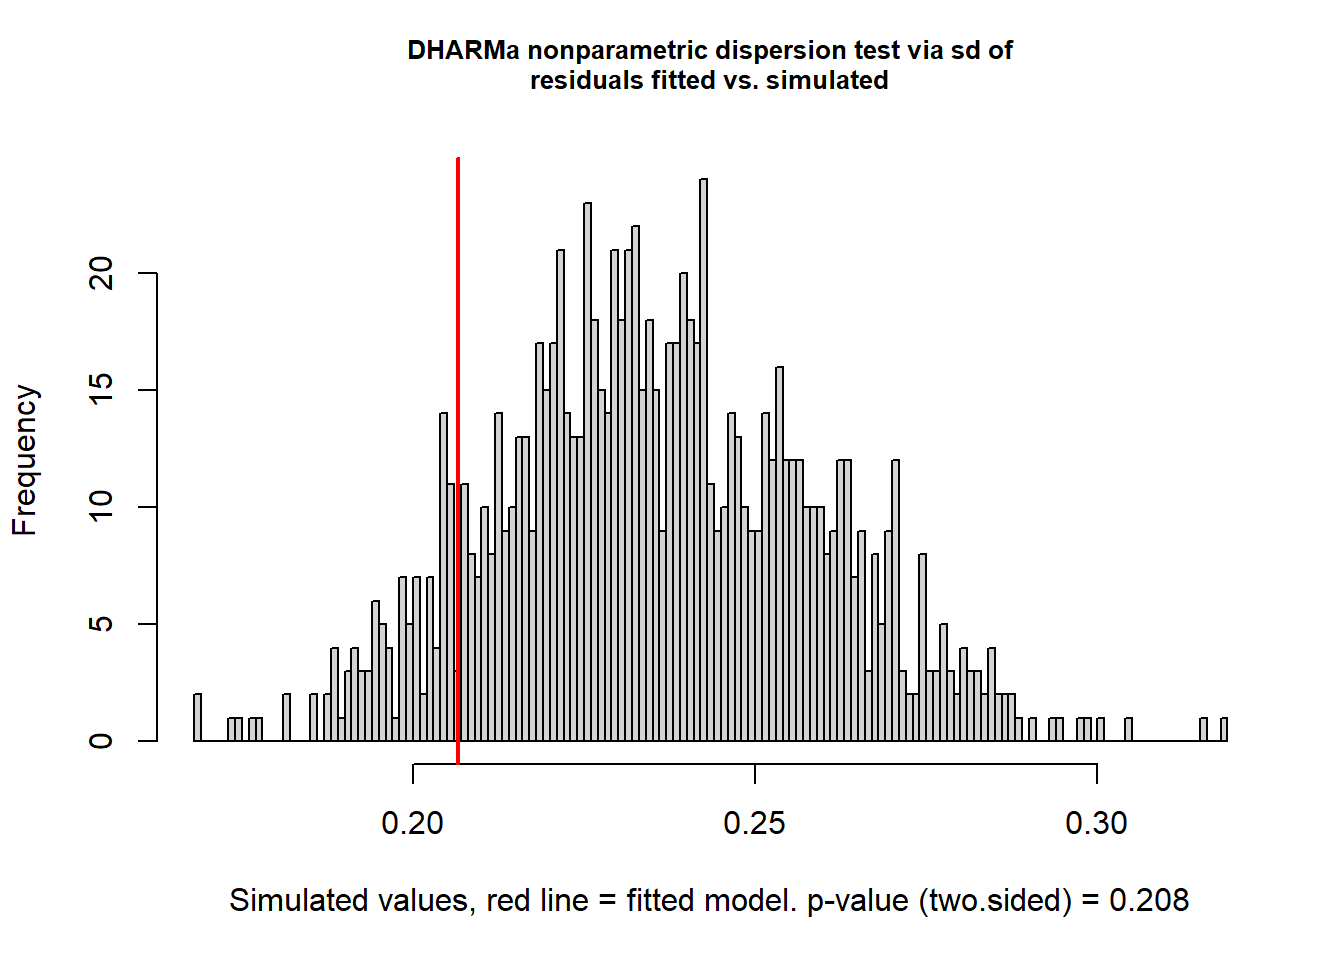 DHARMa nonparametric dispersion test via sd of
residuals fitted vs. simulated
Frequency
20
15
10
5
0
0.20 0.25 0.30
Simulated values, red line = fitted model. p-value (two.sided) = 0.208